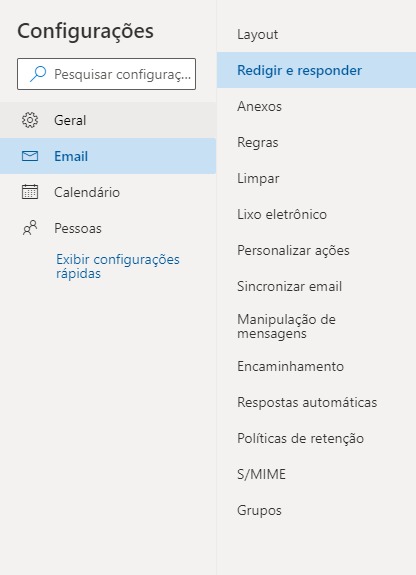 Configurações
Pesquisar configuraç...
Geral
Email
Calendário
Pessoas
Exibir configurações
rápidas
Layout
Redigir e responder
Anexos
Regras
Limpar
Lixo eletrônico
Personalizar ações
Sincronizar email
Manipulação de
mensagens
Encaminhamento
Respostas automáticas
Políticas de retenção
S/MIME
Grupos